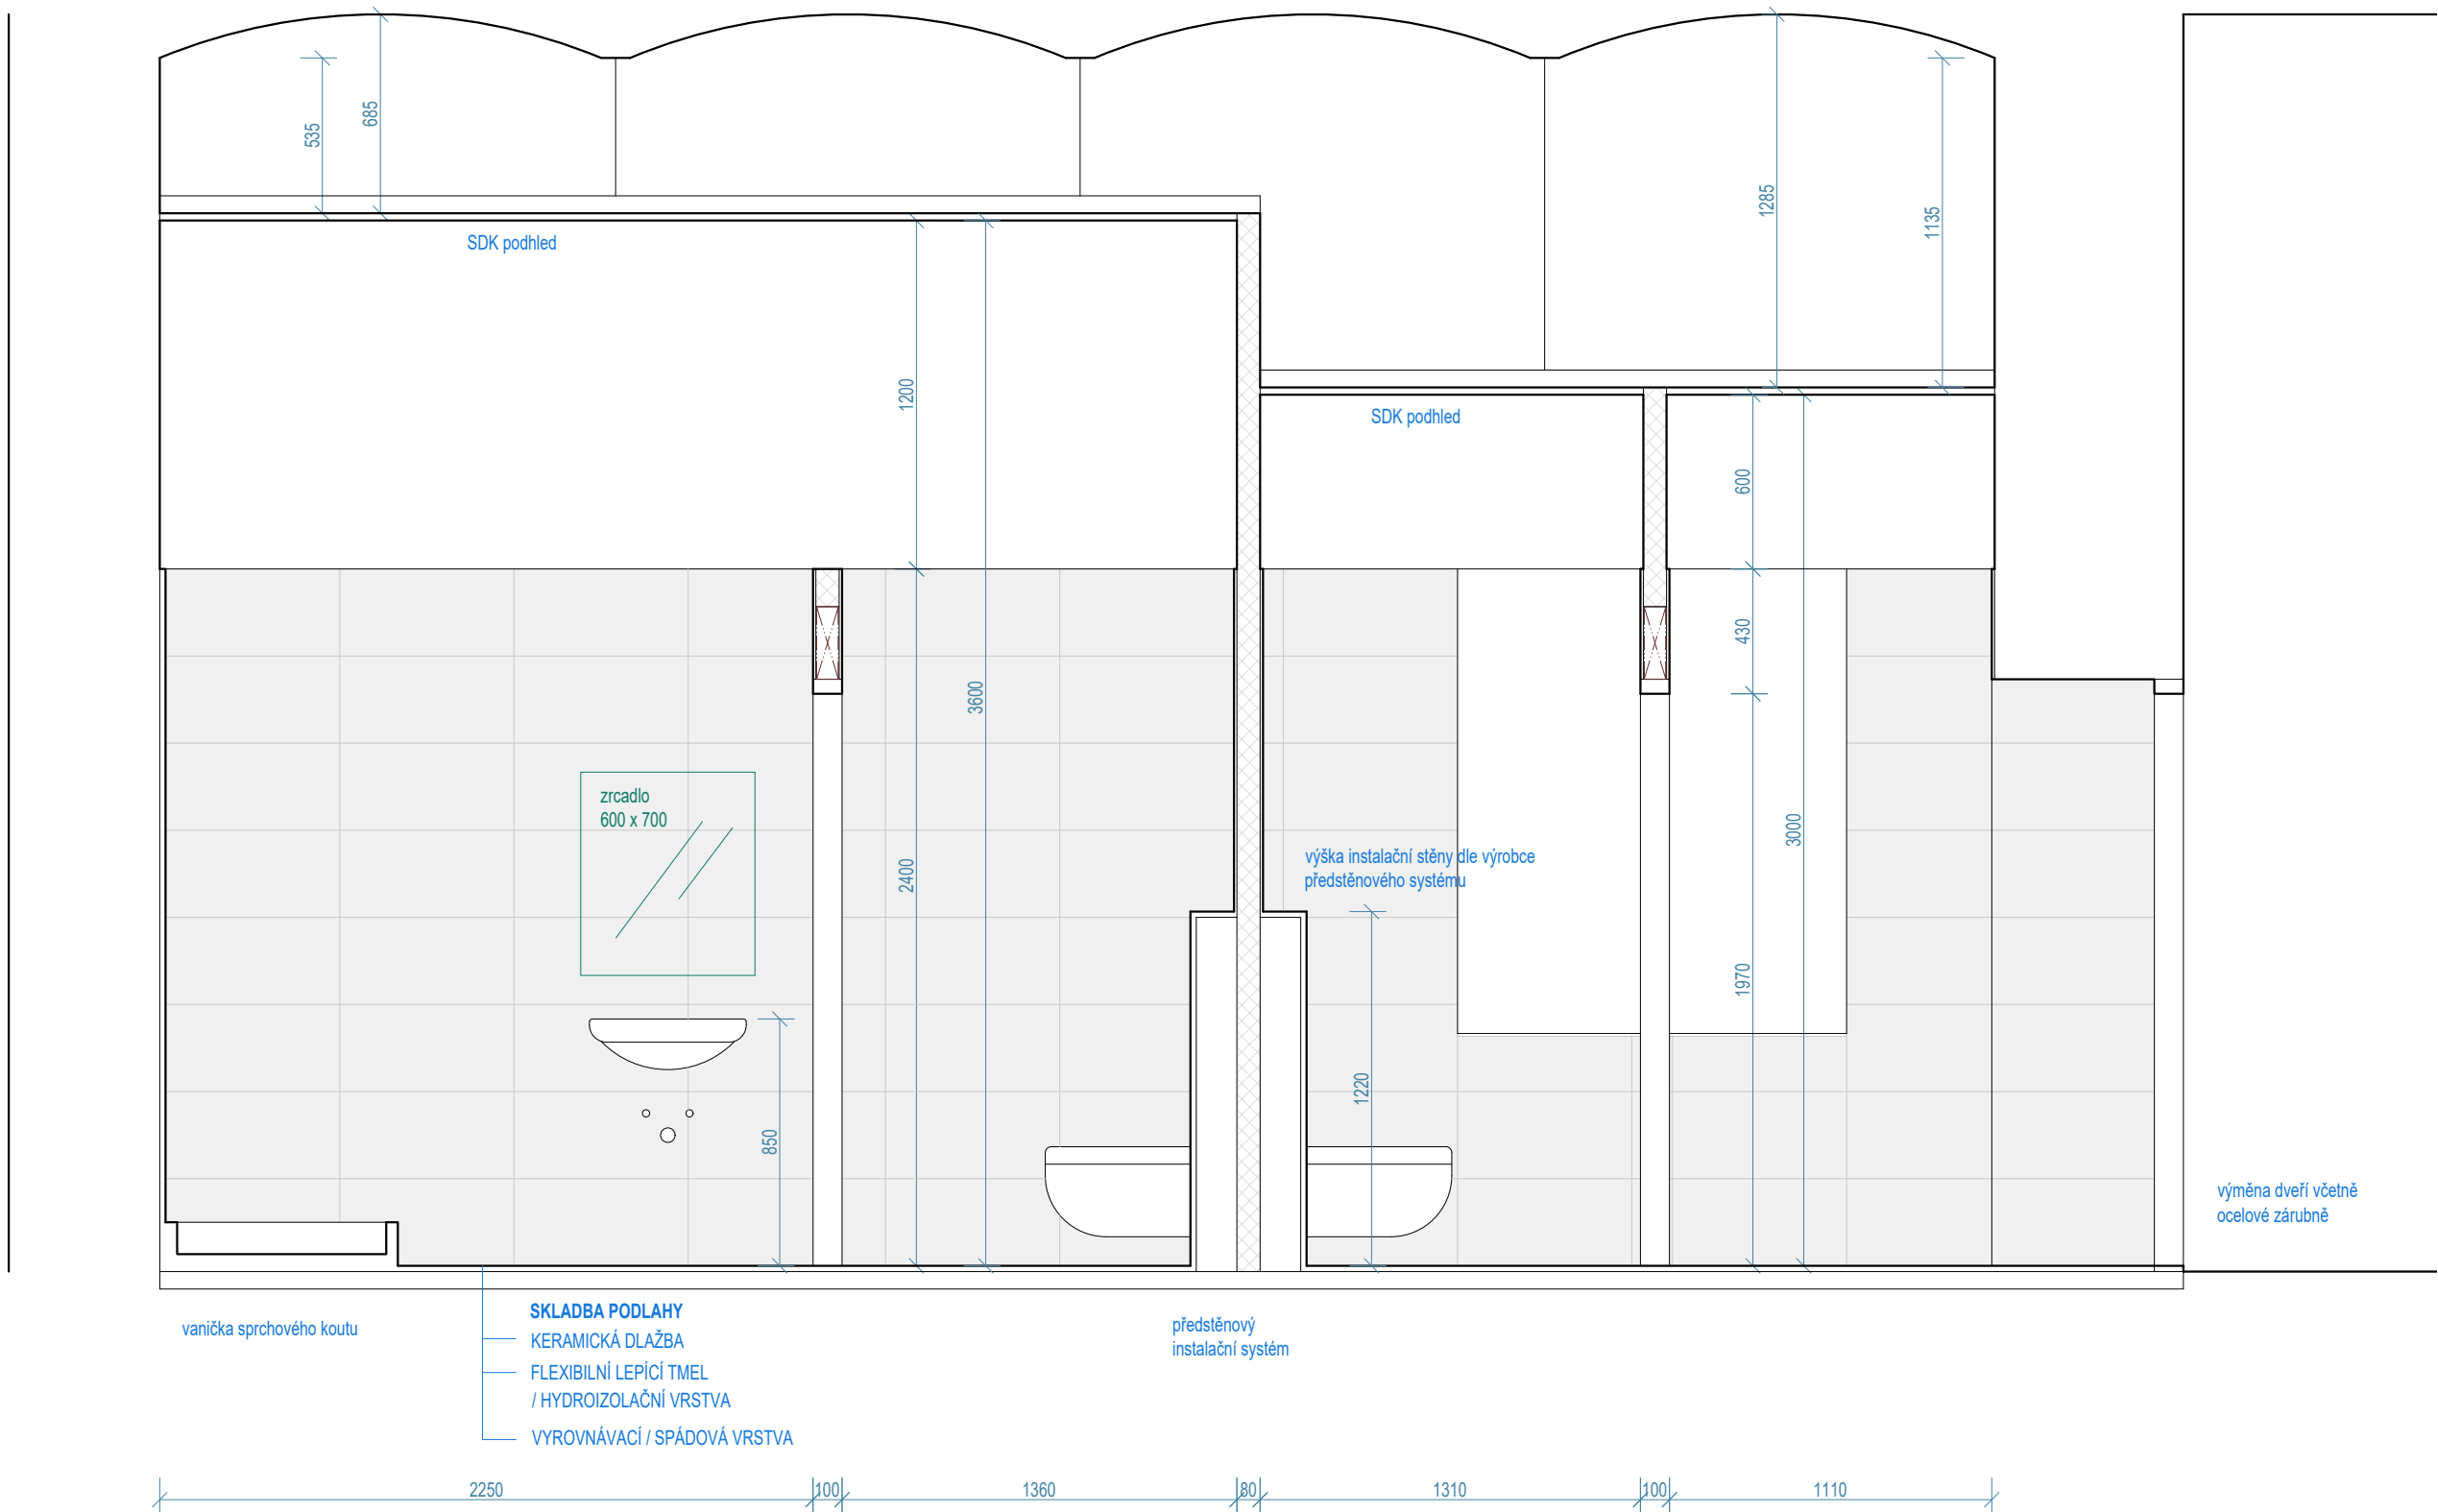 535
685
1285
1135
SDK podhled
SDK podhled
1200
3600
600
430
zrcadlo
600 x 700
2400
3000
výška instalační stěny dle výrobce
předstěnového systému
1970
1220
850
výměna dveří včetně
ocelové zárubně
vanička sprchového koutu
SKLADBA PODLAHY
KERAMICKÁ DLAŽBA
FLEXIBILNÍ LEPÍCÍ TMEL
/ HYDROIZOLAČNÍ VRSTVA
VYROVNÁVACÍ / SPÁDOVÁ VRSTVA
předstěnový
instalační systém
2250
100
1360
80
1310
100
1110